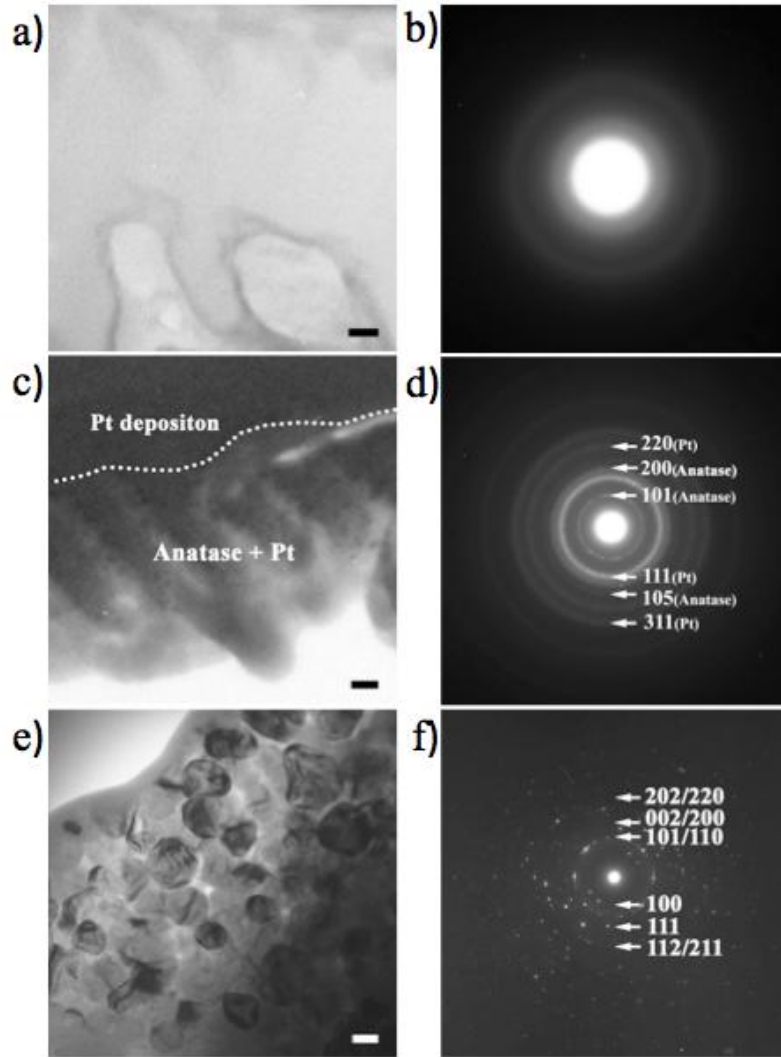 a)
b)
c)
Pt depositon
Anatase + Pt
d)
220(Pt)
200(Anatase)
101(Anatase)
111(Pt)
105(Anatase)
311(Pt)
e)
f)
202/220
002/200
101/110
100
111
112/211